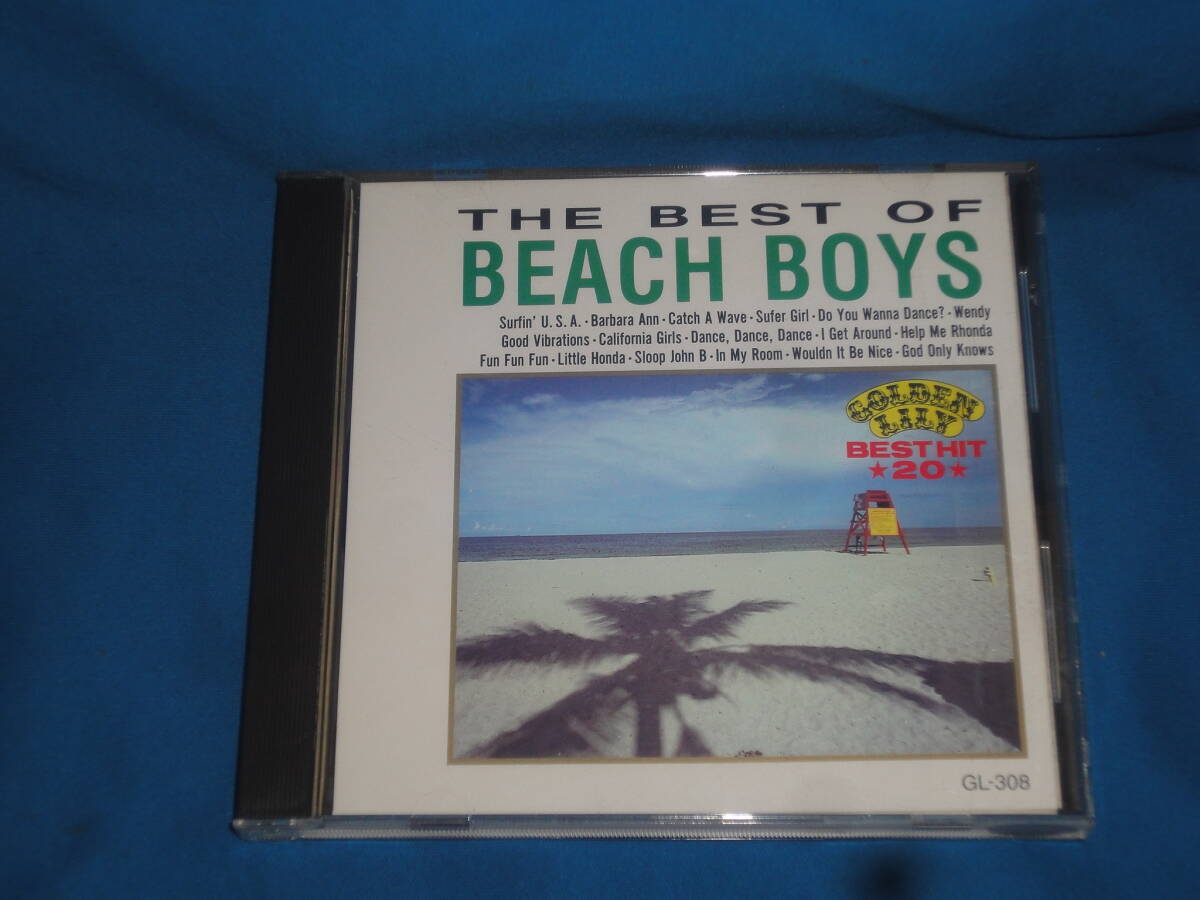 THE BEST OF
BEACH BOYS
Surfin' U.S.A. · Barbara Ann · Catch A Wave · Sufer Girl · Do You Wanna Dance? · Wendy
Good Vibrations · California Girls · Dance, Dance, Dance · I Get Around · Help Me Rhonda
Fun Fun Fun · Little Honda · Sloop John B · In My Room · Wouldn It Be Nice · God Only Knows
GOLDEN
LILY
BEST HIT
★20★
GL-308